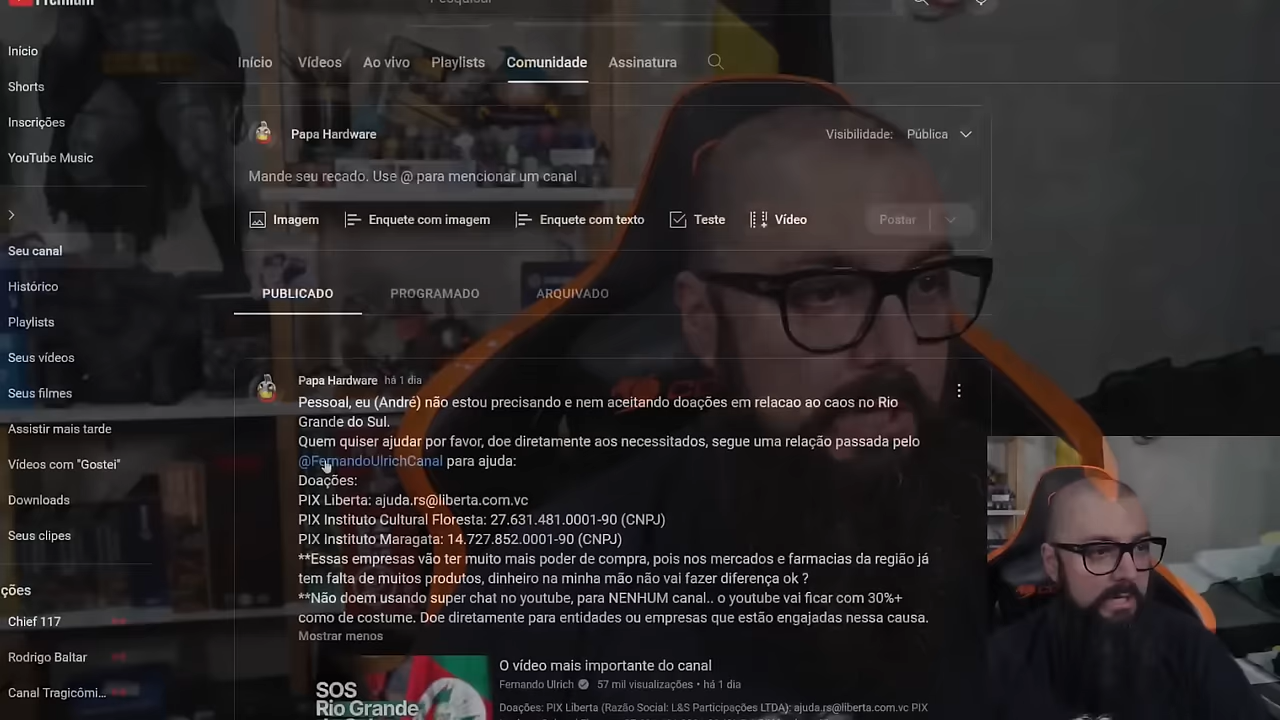 Premium
Pesquisar
Início
Shorts
Inscrições
YouTube Music
Seu canal
Histórico
Playlists
Seus vídeos
Seus filmes
Assistir mais tarde
Vídeos com "Gostei"
Downloads
Seus clipes
ções
Chief 117
Rodrigo Baltar
Canal Tragicômi...
Início Vídeos Ao vivo Playlists Comunidade Assinatura
Papa Hardware Visibilidade: Pública
Mande seu recado. Use @ para mencionar um canal
Imagem Enquete com imagem Enquete com texto Teste Vídeo Postar
PUBLICADO PROGRAMADO ARQUIVADO
Papa Hardware há 1 dia
Pessoal, eu (André) não estou precisando e nem aceitando doações em relacao ao caos no Rio
Grande do Sul.
Quem quiser ajudar por favor, doe diretamente aos necessitados, segue uma relação passada pelo
@FernandoUlrichCanal para ajuda:
Doações:
PIX Liberta: ajuda.rs@liberta.com.vc
PIX Instituto Cultural Floresta: 27.631.481.0001-90 (CNPJ)
PIX Instituto Maragata: 14.727.852.0001-90 (CNPJ)
**Essas empresas vão ter muito mais poder de compra, pois nos mercados e farmacias da região já
tem falta de muitos produtos, dinheiro na minha mão não vai fazer diferença ok ?
**Não doem usando super chat no youtube, para NENHUM canal.. o youtube vai ficar com 30%+
como de costume. Doe diretamente para entidades ou empresas que estão engajadas nessa causa.
Mostrar menos
SOS
Rio Grande
O vídeo mais importante do canal
Fernando Ulrich 57 mil visualizações • há 1 dia
Doações: PIX Liberta (Razão Social: L&S Participações LTDA): ajuda.rs@liberta.com.vc PIX